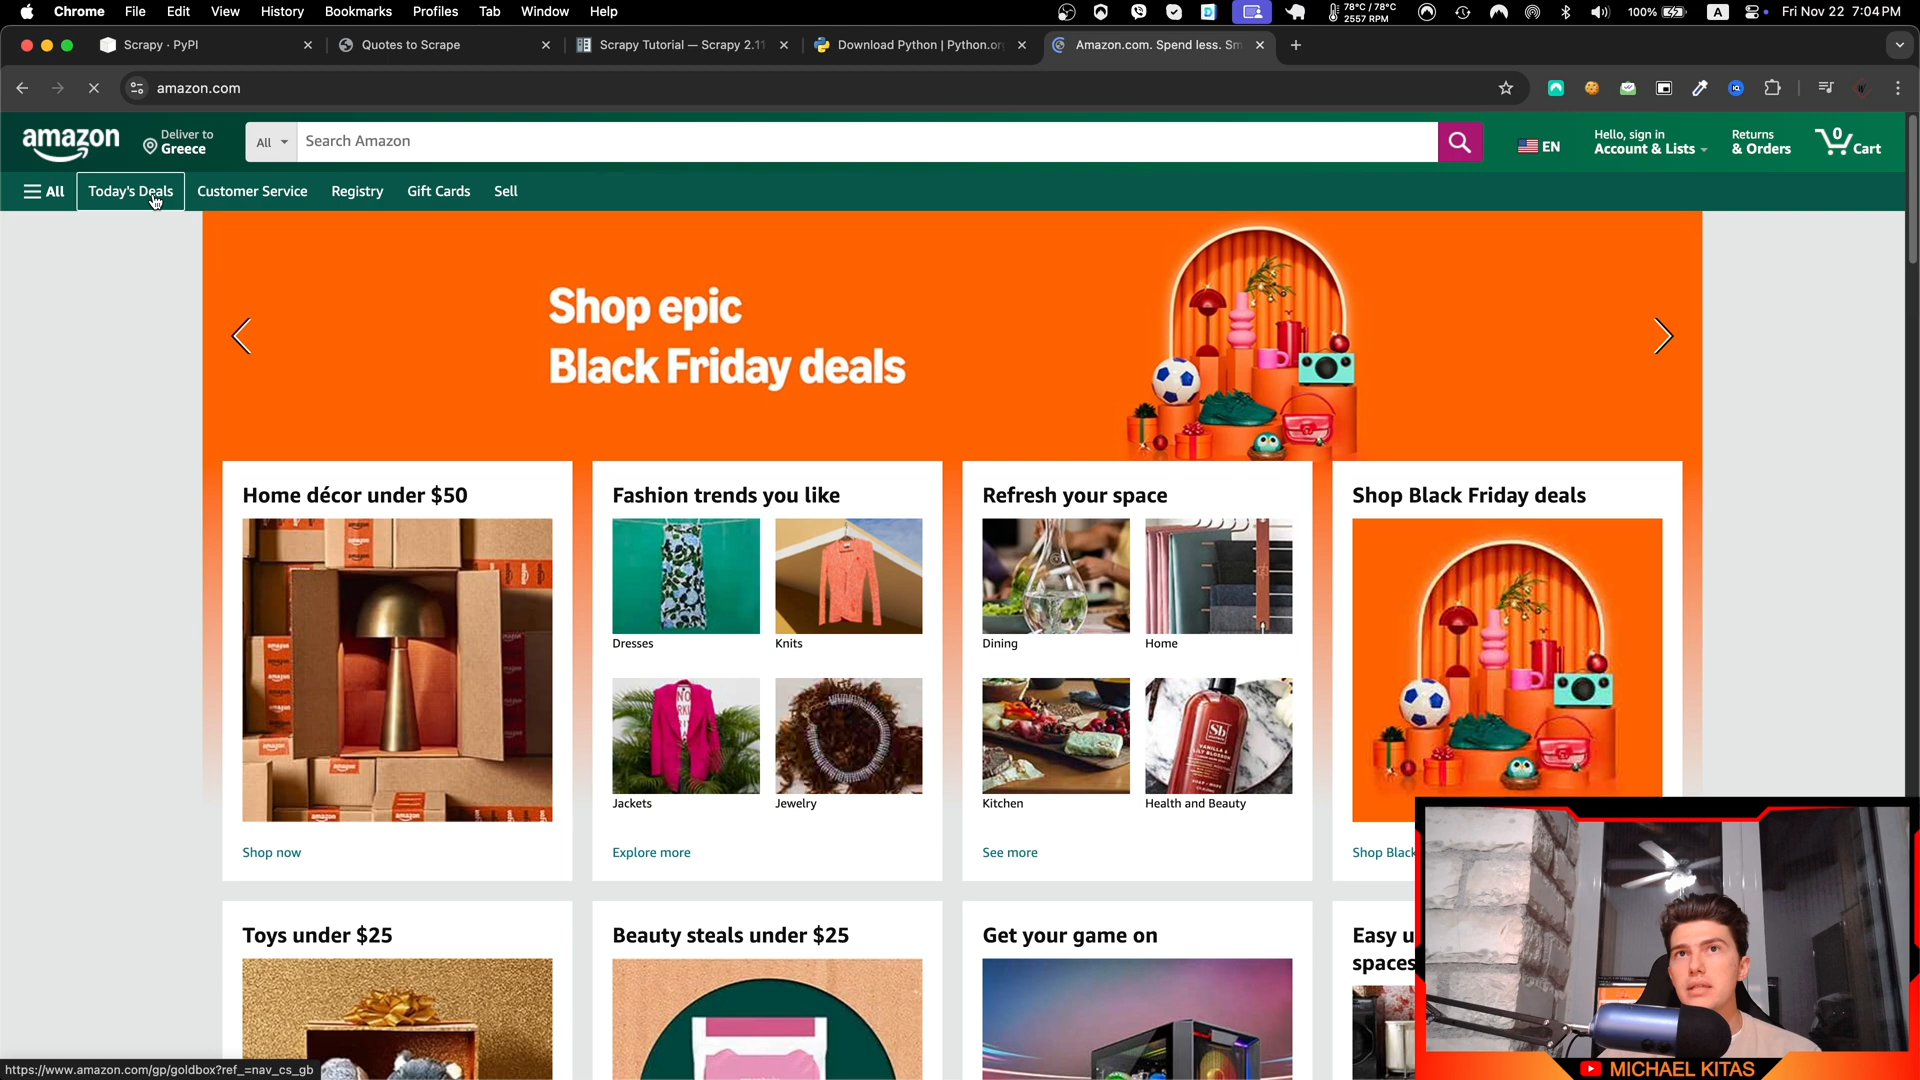 Chrome File Edit View History Bookmarks Profiles Tab Window Help
78°C / 78°C
2557 RPM
100%
A
Fri Nov 22 7:04 PM
Scrapy · PyPI
Quotes to Scrape
Scrapy Tutorial — Scrapy 2.11
Download Python | Python.or
Amazon.com. Spend less. Sm
amazon.com
amazon
Deliver to
Greece
All
Search Amazon
EN
Hello, sign in
Account & Lists
Returns
& Orders
0
Cart
All
Today's Deals
Customer Service
Registry
Gift Cards
Sell
Shop epic
Black Friday deals
Home décor under $50
Fashion trends you like
Refresh your space
Shop Black Friday deals
Dresses
Knits
Dining
Home
Jackets
Jewelry
Kitchen
Health and Beauty
Shop now
Explore more
See more
Shop Black
Toys under $25
Beauty steals under $25
Get your game on
Easy u
spaces
https://www.amazon.com/gp/goldbox?ref_=nav_cs_gb
MICHAEL KITAS